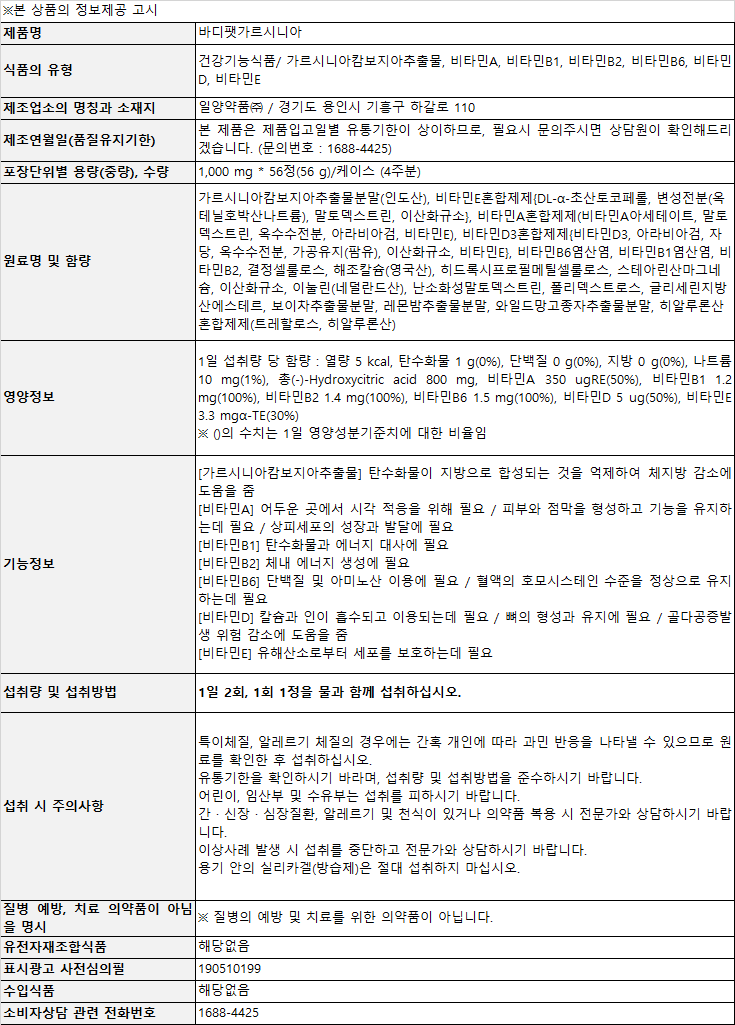 ※본 상품의 정보제공 고시
제품명
바디팻가르시니아
식품의 유형
건강기능식품/ 가르시니아캄보지아추출물, 비타민A, 비타민B1, 비타민B2, 비타민B6, 비타민
D, 비타민E
제조업소의 명칭과 소재지
일양약품㈜ / 경기도 용인시 기흥구 하갈로 110
제조연월일(품질유지기한)
본 제품은 제품입고일별 유통기한이 상이하므로, 필요시 문의주시면 상담원이 확인해드리
겠습니다. (문의번호 : 1688-4425)
포장단위별 용량(중량), 수량
1,000 mg * 56정(56 g)/케이스 (4주분)
원료명 및 함량
가르시니아캄보지아추출물분말(인도산), 비타민E혼합제제{DL-α-초산토코페롤, 변성전분(옥
테닐호박산나트륨), 말토덱스트린, 이산화규소}, 비타민A혼합제제(비타민A아세테이트, 말토
덱스트린, 옥수수전분, 아라비아검, 비타민E), 비타민D3혼합제제{비타민D3, 아라비아검, 자
당, 옥수수전분, 가공유지(팜유), 이산화규소, 비타민E}, 비타민B6염산염, 비타민B1염산염, 비
타민B2, 결정셀룰로스, 해조칼슘(영국산), 히드록시프로필메틸셀룰로스, 스테아린산마그네
슘, 이산화규소, 이눌린(네덜란드산), 난소화성말토덱스트린, 폴리덱스트로스, 글리세린지방
산에스테르, 보이차추출물분말, 레몬밤추출물분말, 와일드망고종자추출물분말, 히알루론산
혼합제제(트레할로스, 히알루론산)
영양정보
1일 섭취량 당 함량 : 열량 5 kcal, 탄수화물 1 g(0%), 단백질 0 g(0%), 지방 0 g(0%), 나트륨
10 mg(1%), 총(-)-Hydroxycitric acid 800 mg, 비타민A 350 ugRE(50%), 비타민B1 1.2
mg(100%), 비타민B2 1.4 mg(100%), 비타민B6 1.5 mg(100%), 비타민D 5 ug(50%), 비타민E
3.3 mgα-TE(30%)
※ ()의 수치는 1일 영양성분기준치에 대한 비율임
기능정보
[가르시니아캄보지아추출물] 탄수화물이 지방으로 합성되는 것을 억제하여 체지방 감소에
도움을 줌
[비타민A] 어두운 곳에서 시각 적응을 위해 필요 / 피부와 점막을 형성하고 기능을 유지하
는데 필요 / 상피세포의 성장과 발달에 필요
[비타민B1] 탄수화물과 에너지 대사에 필요
[비타민B2] 체내 에너지 생성에 필요
[비타민B6] 단백질 및 아미노산 이용에 필요 / 혈액의 호모시스테인 수준을 정상으로 유지
하는데 필요
[비타민D] 칼슘과 인이 흡수되고 이용되는데 필요 / 뼈의 형성과 유지에 필요 / 골다공증발
생 위험 감소에 도움을 줌
[비타민E] 유해산소로부터 세포를 보호하는데 필요
섭취량 및 섭취방법
1일 2회, 1회 1정을 물과 함께 섭취하십시오.
섭취 시 주의사항
특이체질, 알레르기 체질의 경우에는 간혹 개인에 따라 과민 반응을 나타낼 수 있으므로 원
료를 확인한 후 섭취하십시오.
유통기한을 확인하시기 바라며, 섭취량 및 섭취방법을 준수하시기 바랍니다.
어린이, 임산부 및 수유부는 섭취를 피하시기 바랍니다.
간 · 신장 · 심장질환, 알레르기 및 천식이 있거나 의약품 복용 시 전문가와 상담하시기 바랍
니다.
이상사례 발생 시 섭취를 중단하고 전문가와 상담하시기 바랍니다.
용기 안의 실리카겔(방습제)은 절대 섭취하지 마십시오.
질병 예방, 치료 의약품이 아님
을 명시
※ 질병의 예방 및 치료를 위한 의약품이 아닙니다.
유전자재조합식품
해당없음
표시광고 사전심의필
190510199
수입식품
해당없음
소비자상담 관련 전화번호
1688-4425